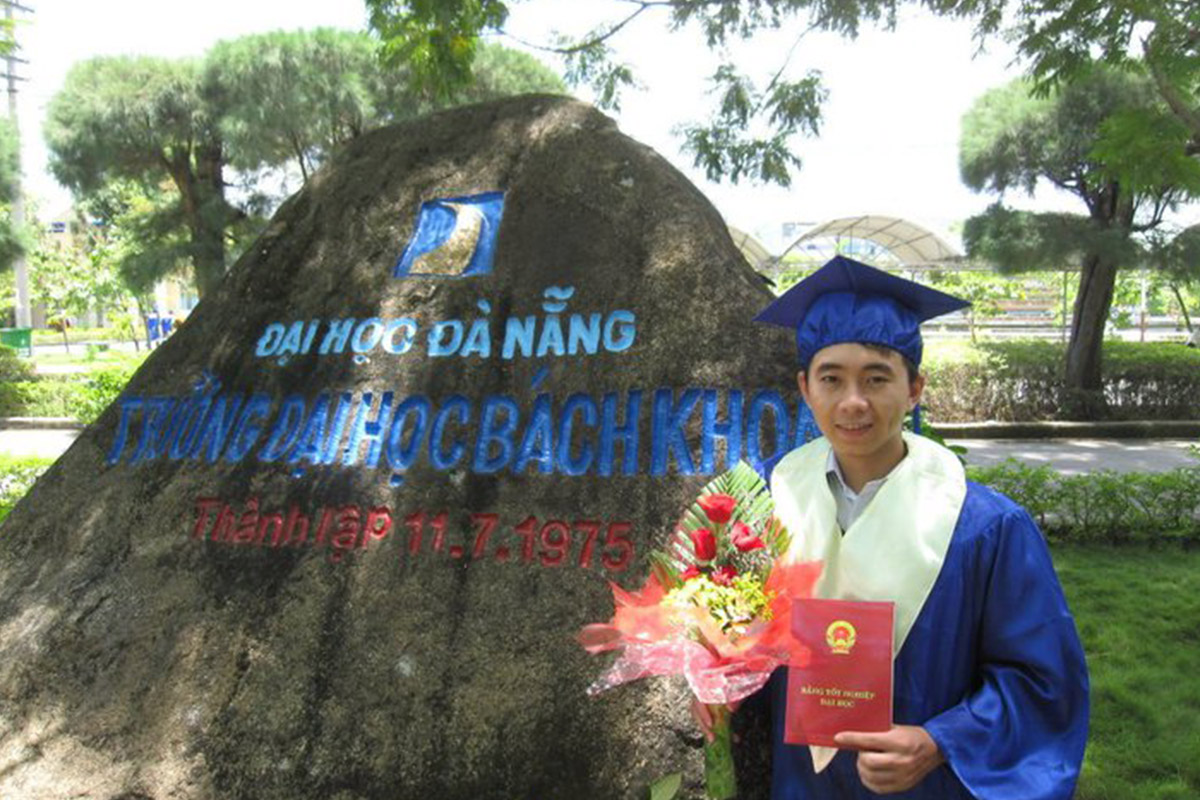 ĐẠI HỌC ĐÀ NẴNG
TRƯỜNG ĐẠI HỌC BÁCH KHOA
Thành lập 11.7.1975
BẰNG TỐT NGHIỆP
ĐẠI HỌC